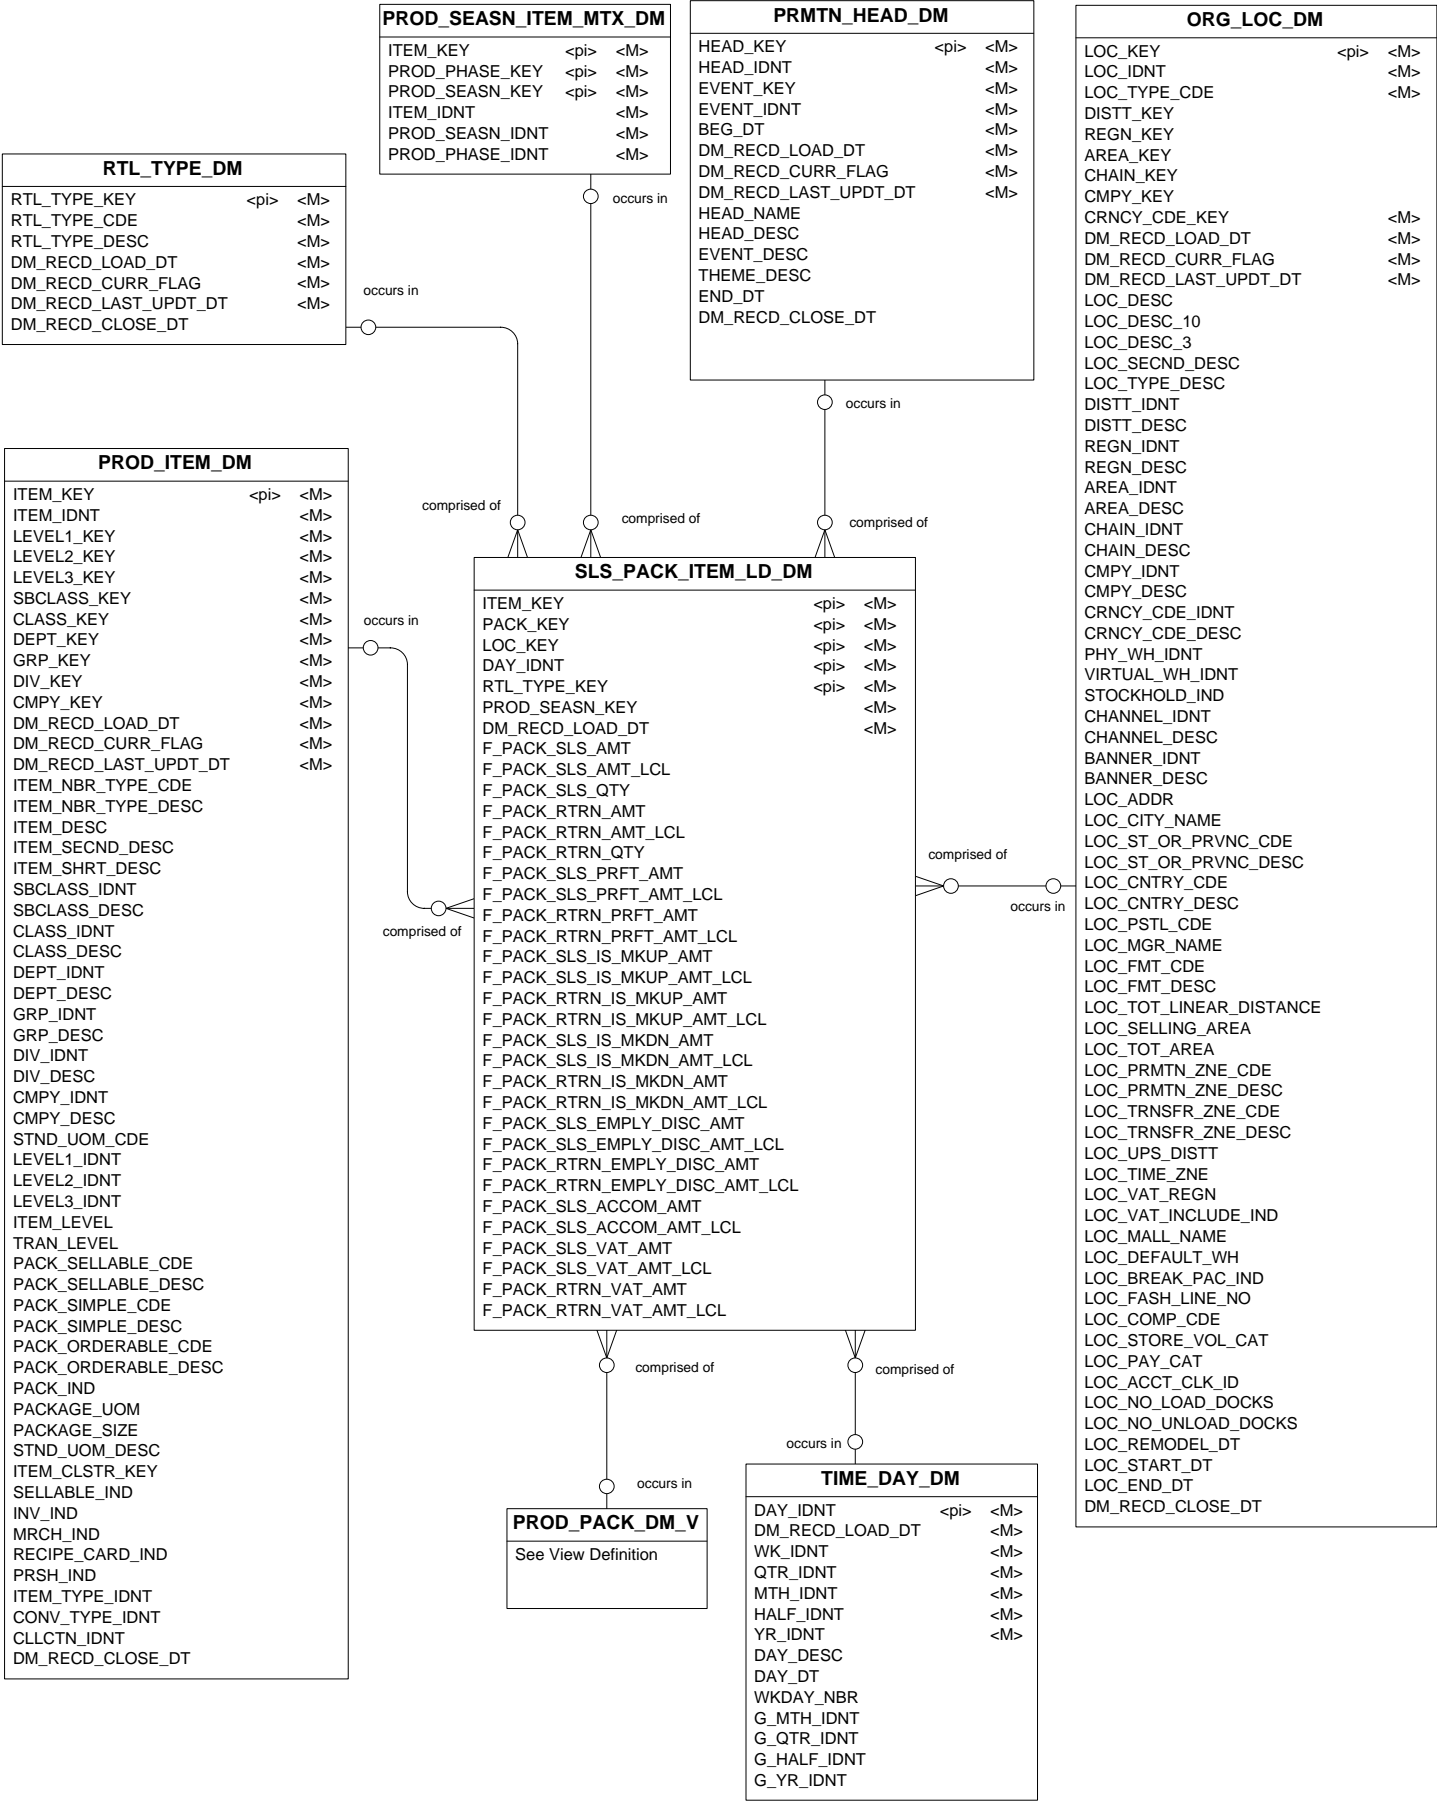 PROD_SEASN_ITEM_MTX_DM
ITEM_KEY <pi> <M>
PROD_PHASE_KEY <pi> <M>
PROD_SEASN_KEY <pi> <M>
ITEM_IDNT <M>
PROD_SEASN_IDNT <M>
PROD_PHASE_IDNT <M>
occurs in
comprised of
PRMTN_HEAD_DM
HEAD_KEY <pi> <M>
HEAD_IDNT <M>
EVENT_KEY <M>
EVENT_IDNT <M>
BEG_DT <M>
DM_RECD_LOAD_DT <M>
DM_RECD_CURR_FLAG <M>
DM_RECD_LAST_UPDT_DT <M>
HEAD_NAME
HEAD_DESC
EVENT_DESC
THEME_DESC
END_DT
DM_RECD_CLOSE_DT
occurs in
comprised of
ORG_LOC_DM
LOC_KEY <pi> <M>
LOC_IDNT <M>
LOC_TYPE_CDE <M>
DISTT_KEY
REGN_KEY
AREA_KEY
CHAIN_KEY
CMPY_KEY
CRNCY_CDE_KEY <M>
DM_RECD_LOAD_DT <M>
DM_RECD_CURR_FLAG <M>
DM_RECD_LAST_UPDT_DT <M>
LOC_DESC
LOC_DESC_10
LOC_DESC_3
LOC_SECND_DESC
LOC_TYPE_DESC
DISTT_IDNT
DISTT_DESC
REGN_IDNT
REGN_DESC
AREA_IDNT
AREA_DESC
CHAIN_IDNT
CHAIN_DESC
CMPY_IDNT
CMPY_DESC
CRNCY_CDE_IDNT
CRNCY_CDE_DESC
PHY_WH_IDNT
VIRTUAL_WH_IDNT
STOCKHOLD_IND
CHANNEL_IDNT
CHANNEL_DESC
BANNER_IDNT
BANNER_DESC
LOC_ADDR
LOC_CITY_NAME
LOC_ST_OR_PRVNC_CDE
LOC_ST_OR_PRVNC_DESC
LOC_CNTRY_CDE
LOC_CNTRY_DESC
LOC_PSTL_CDE
LOC_MGR_NAME
LOC_FMT_CDE
LOC_FMT_DESC
LOC_TOT_LINEAR_DISTANCE
LOC_SELLING_AREA
LOC_TOT_AREA
LOC_PRMTN_ZNE_CDE
LOC_PRMTN_ZNE_DESC
LOC_TRNSFR_ZNE_CDE
LOC_TRNSFR_ZNE_DESC
LOC_UPS_DISTT
LOC_TIME_ZNE
LOC_VAT_REGN
LOC_VAT_INCLUDE_IND
LOC_MALL_NAME
LOC_DEFAULT_WH
LOC_BREAK_PAC_IND
LOC_FASH_LINE_NO
LOC_COMP_CDE
LOC_STORE_VOL_CAT
LOC_PAY_CAT
LOC_ACCT_CLK_ID
LOC_NO_LOAD_DOCKS
LOC_NO_UNLOAD_DOCKS
LOC_REMODEL_DT
LOC_START_DT
LOC_END_DT
DM_RECD_CLOSE_DT
comprised of
occurs in
RTL_TYPE_DM
RTL_TYPE_KEY <pi> <M>
RTL_TYPE_CDE <M>
RTL_TYPE_DESC <M>
DM_RECD_LOAD_DT <M>
DM_RECD_CURR_FLAG <M>
DM_RECD_LAST_UPDT_DT <M>
DM_RECD_CLOSE_DT
occurs in
comprised of
PROD_ITEM_DM
ITEM_KEY <pi> <M>
ITEM_IDNT <M>
LEVEL1_KEY <M>
LEVEL2_KEY <M>
LEVEL3_KEY <M>
SBCLASS_KEY <M>
CLASS_KEY <M>
DEPT_KEY <M>
GRP_KEY <M>
DIV_KEY <M>
CMPY_KEY <M>
DM_RECD_LOAD_DT <M>
DM_RECD_CURR_FLAG <M>
DM_RECD_LAST_UPDT_DT <M>
ITEM_NBR_TYPE_CDE
ITEM_NBR_TYPE_DESC
ITEM_DESC
ITEM_SECND_DESC
ITEM_SHRT_DESC
SBCLASS_IDNT
SBCLASS_DESC
CLASS_IDNT
CLASS_DESC
DEPT_IDNT
DEPT_DESC
GRP_IDNT
GRP_DESC
DIV_IDNT
DIV_DESC
CMPY_IDNT
CMPY_DESC
STND_UOM_CDE
LEVEL1_IDNT
LEVEL2_IDNT
LEVEL3_IDNT
ITEM_LEVEL
TRAN_LEVEL
PACK_SELLABLE_CDE
PACK_SELLABLE_DESC
PACK_SIMPLE_CDE
PACK_SIMPLE_DESC
PACK_ORDERABLE_CDE
PACK_ORDERABLE_DESC
PACK_IND
PACKAGE_UOM
PACKAGE_SIZE
STND_UOM_DESC
ITEM_CLSTR_KEY
SELLABLE_IND
INV_IND
MRCH_IND
RECIPE_CARD_IND
PRSH_IND
ITEM_TYPE_IDNT
CONV_TYPE_IDNT
CLLCTN_IDNT
DM_RECD_CLOSE_DT
occurs in
comprised of
SLS_PACK_ITEM_LD_DM
ITEM_KEY <pi> <M>
PACK_KEY <pi> <M>
LOC_KEY <pi> <M>
DAY_IDNT <pi> <M>
RTL_TYPE_KEY <pi> <M>
PROD_SEASN_KEY <M>
DM_RECD_LOAD_DT <M>
F_PACK_SLS_AMT
F_PACK_SLS_AMT_LCL
F_PACK_SLS_QTY
F_PACK_RTRN_AMT
F_PACK_RTRN_AMT_LCL
F_PACK_RTRN_QTY
F_PACK_SLS_PRFT_AMT
F_PACK_SLS_PRFT_AMT_LCL
F_PACK_RTRN_PRFT_AMT
F_PACK_RTRN_PRFT_AMT_LCL
F_PACK_SLS_IS_MKUP_AMT
F_PACK_SLS_IS_MKUP_AMT_LCL
F_PACK_RTRN_IS_MKUP_AMT
F_PACK_RTRN_IS_MKUP_AMT_LCL
F_PACK_SLS_IS_MKDN_AMT
F_PACK_SLS_IS_MKDN_AMT_LCL
F_PACK_RTRN_IS_MKDN_AMT
F_PACK_RTRN_IS_MKDN_AMT_LCL
F_PACK_SLS_EMPLY_DISC_AMT
F_PACK_SLS_EMPLY_DISC_AMT_LCL
F_PACK_RTRN_EMPLY_DISC_AMT
F_PACK_RTRN_EMPLY_DISC_AMT_LCL
F_PACK_SLS_ACCOM_AMT
F_PACK_SLS_ACCOM_AMT_LCL
F_PACK_SLS_VAT_AMT
F_PACK_SLS_VAT_AMT_LCL
F_PACK_RTRN_VAT_AMT
F_PACK_RTRN_VAT_AMT_LCL
comprised of
occurs in
PROD_PACK_DM_V
See View Definition
comprised of
occurs in
TIME_DAY_DM
DAY_IDNT <pi> <M>
DM_RECD_LOAD_DT <M>
WK_IDNT <M>
QTR_IDNT <M>
MTH_IDNT <M>
HALF_IDNT <M>
YR_IDNT <M>
DAY_DESC
DAY_DT
WKDAY_NBR
G_MTH_IDNT
G_QTR_IDNT
G_HALF_IDNT
G_YR_IDNT